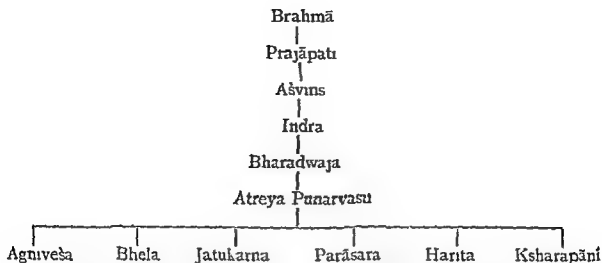 Brahmā
Prajāpati
Aśvins
Indra
Bharadwaja
Atreya Punarvasu
Agniveśa Bhela Jatukarna Parāsara Harita Ksharapāni